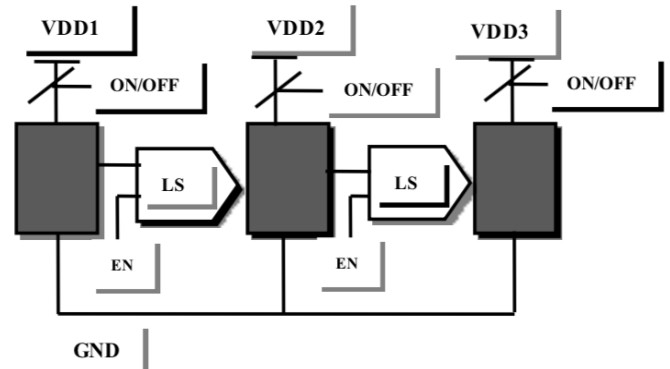 VDD1
VDD2
VDD3
ON/OFF
ON/OFF
ON/OFF
LS
LS
EN
EN
GND